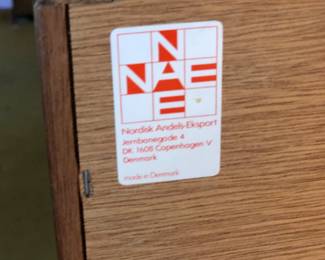 N
NAE
E
Nordisk Andels-Eksport
Jernbanegade 4
DK. 1608 Copenhagen V
Denmark
made in Denmark